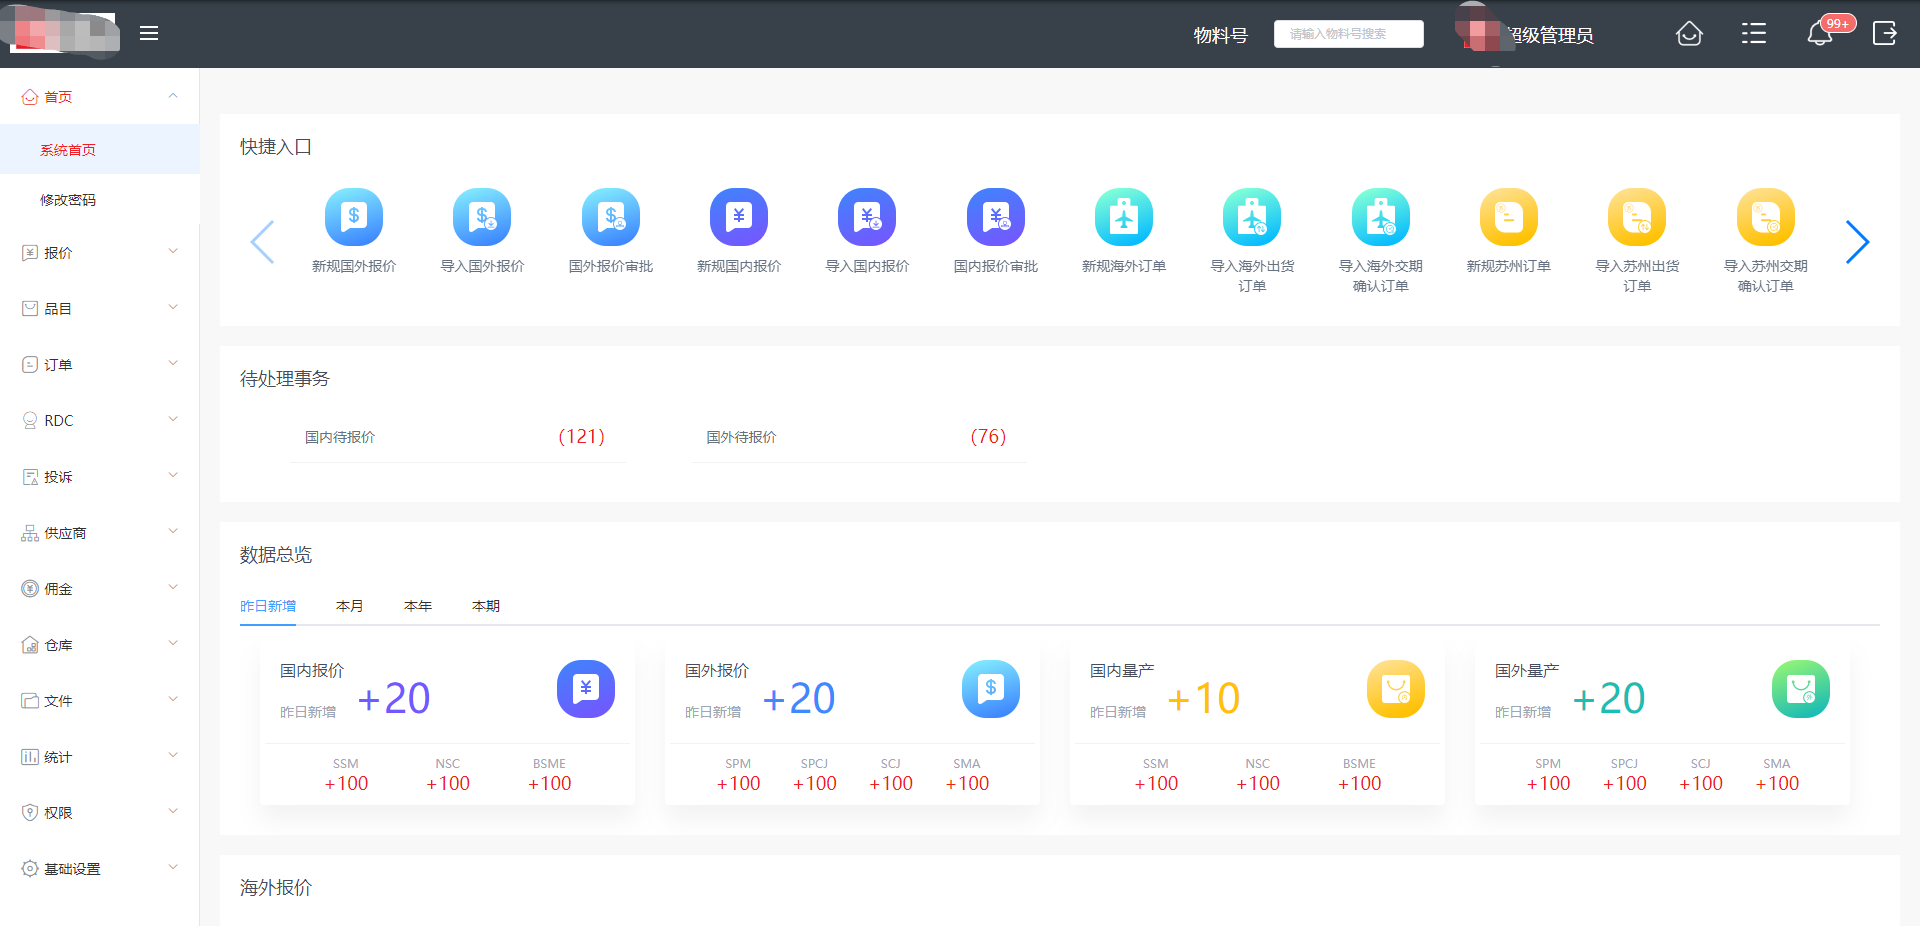 物料号
请输入物料号搜索
超级管理员
99+
首页
系统首页
修改密码
报价
品目
订单
RDC
投诉
供应商
佣金
仓库
文件
统计
权限
基础设置
快捷入口
新规国外报价
导入国外报价
国外报价审批
新规国内报价
导入国内报价
国内报价审批
新规海外订单
导入海外出货
订单
导入海外交期
确认订单
新规苏州订单
导入苏州出货
订单
导入苏州交期
确认订单
待处理事务
国内待报价 (121)
国外待报价 (76)
数据总览
昨日新增 本月 本年 本期
国内报价
昨日新增 +20
SSM NSC BSME
+100 +100 +100
国外报价
昨日新增 +20
SPM SPCJ SCJ SMA
+100 +100 +100 +100
国内量产
昨日新增 +10
SSM NSC BSME
+100 +100 +100
国外量产
昨日新增 +20
SPM SPCJ SCJ SMA
+100 +100 +100 +100
海外报价